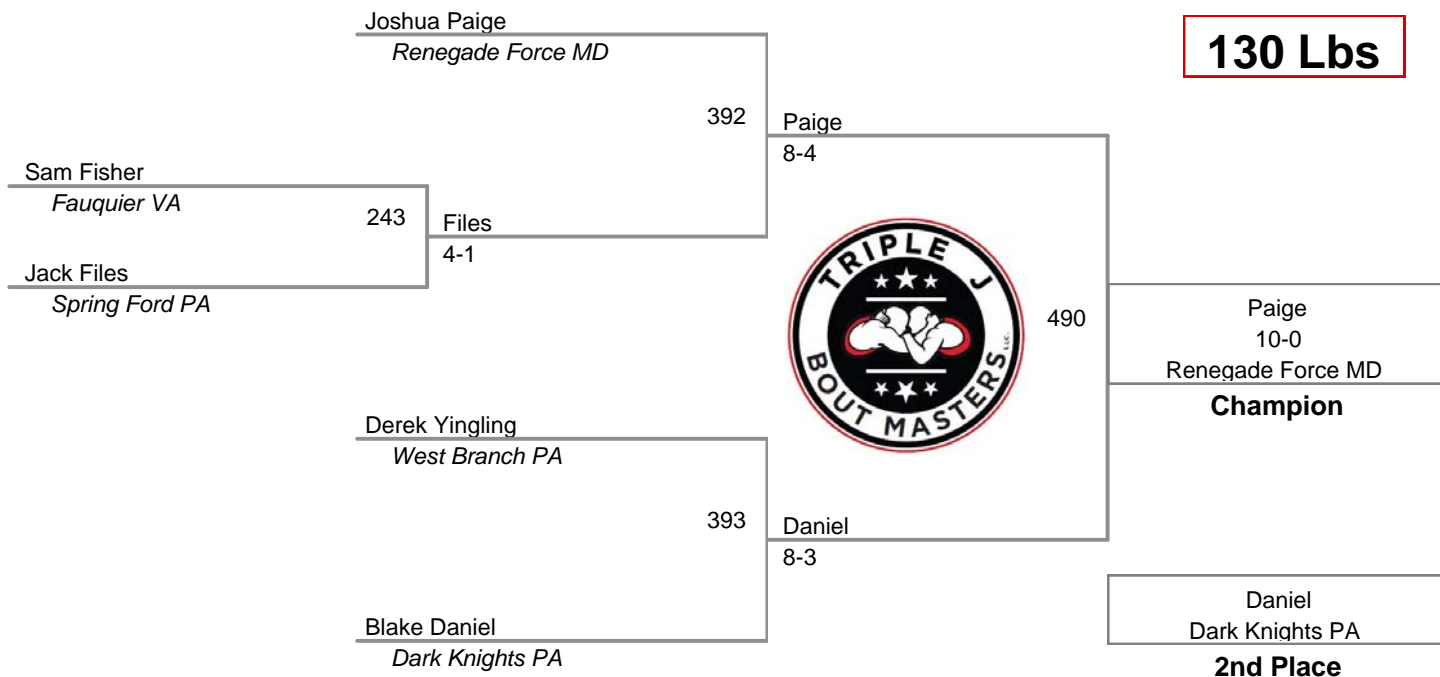 Joshua Paige
Renegade Force MD
130 Lbs
392
Paige
8-4
Sam Fisher
Fauquier VA
243
Files
4-1
Jack Files
Spring Ford PA
TRIPLE J
BOUT MASTERS LLC.
490
Paige
10-0
Renegade Force MD
Champion
Derek Yingling
West Branch PA
393
Daniel
8-3
Blake Daniel
Dark Knights PA
Daniel
Dark Knights PA
2nd Place